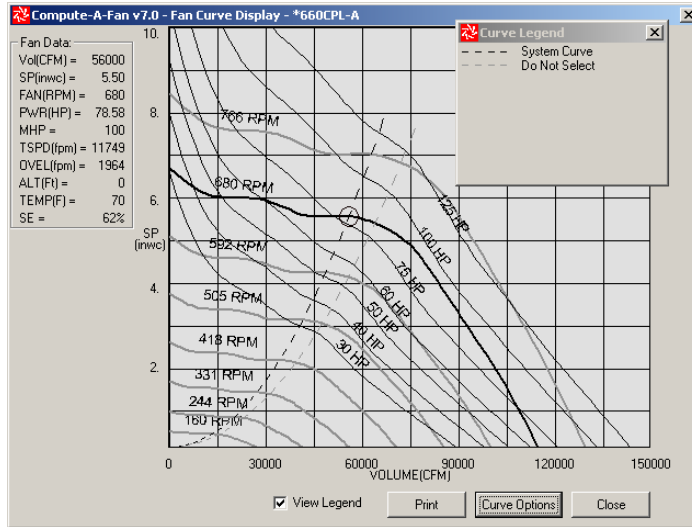 Compute-A-Fan v7.0 - Fan Curve Display - *660CPL-A
Fan Data:
Vol(CFM) = 56000
SP(inwc) = 5.50
FAN(RPM) = 680
PWR(HP) = 78.58
MHP = 100
TSPD(fpm) = 11749
OVEL(fpm) = 1964
ALT(Ft) = 0
TEMP(F) = 70
SE = 62%
Curve Legend
System Curve
Do Not Select
10.
8.
6.
SP
(inwc)
4.
2.
766 RPM
680 RPM
592 RPM
505 RPM
418 RPM
331 RPM
244 RPM
160 RPM
125 HP
100 HP
75 HP
60 HP
50 HP
40 HP
30 HP
0 30000 60000 90000 120000 150000
VOLUME(CFM)
View Legend Print Curve Options Close